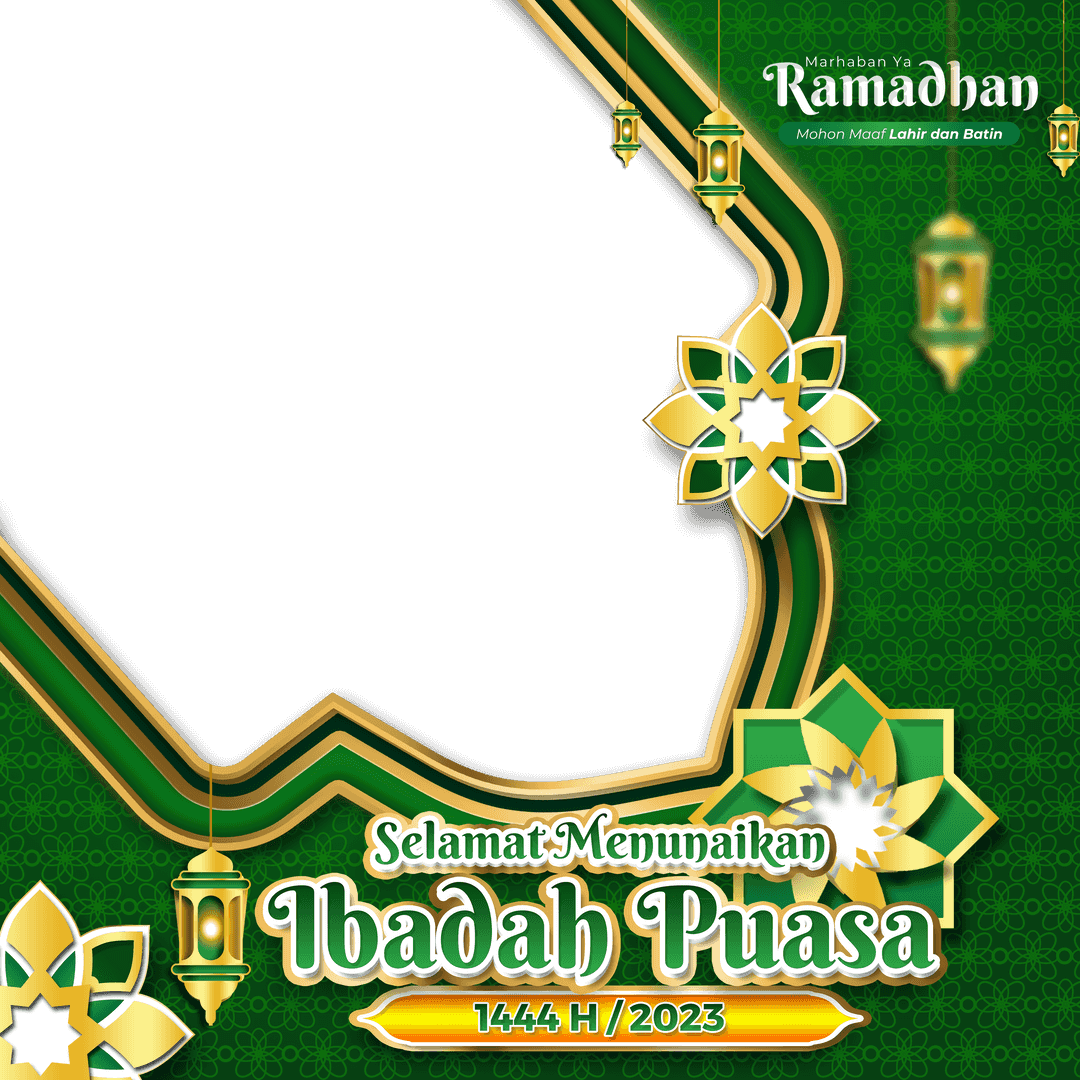 Marhaban Ya
Ramadhan
Mohon Maaf Lahir dan Batin
Selamat Menunaikan
Ibadah Puasa
1444 H / 2023